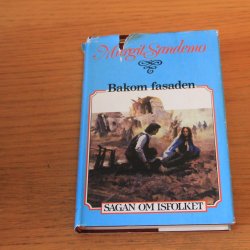 Margit Sandemo
Bakom fasaden
SAGAN OM ISFOLKET